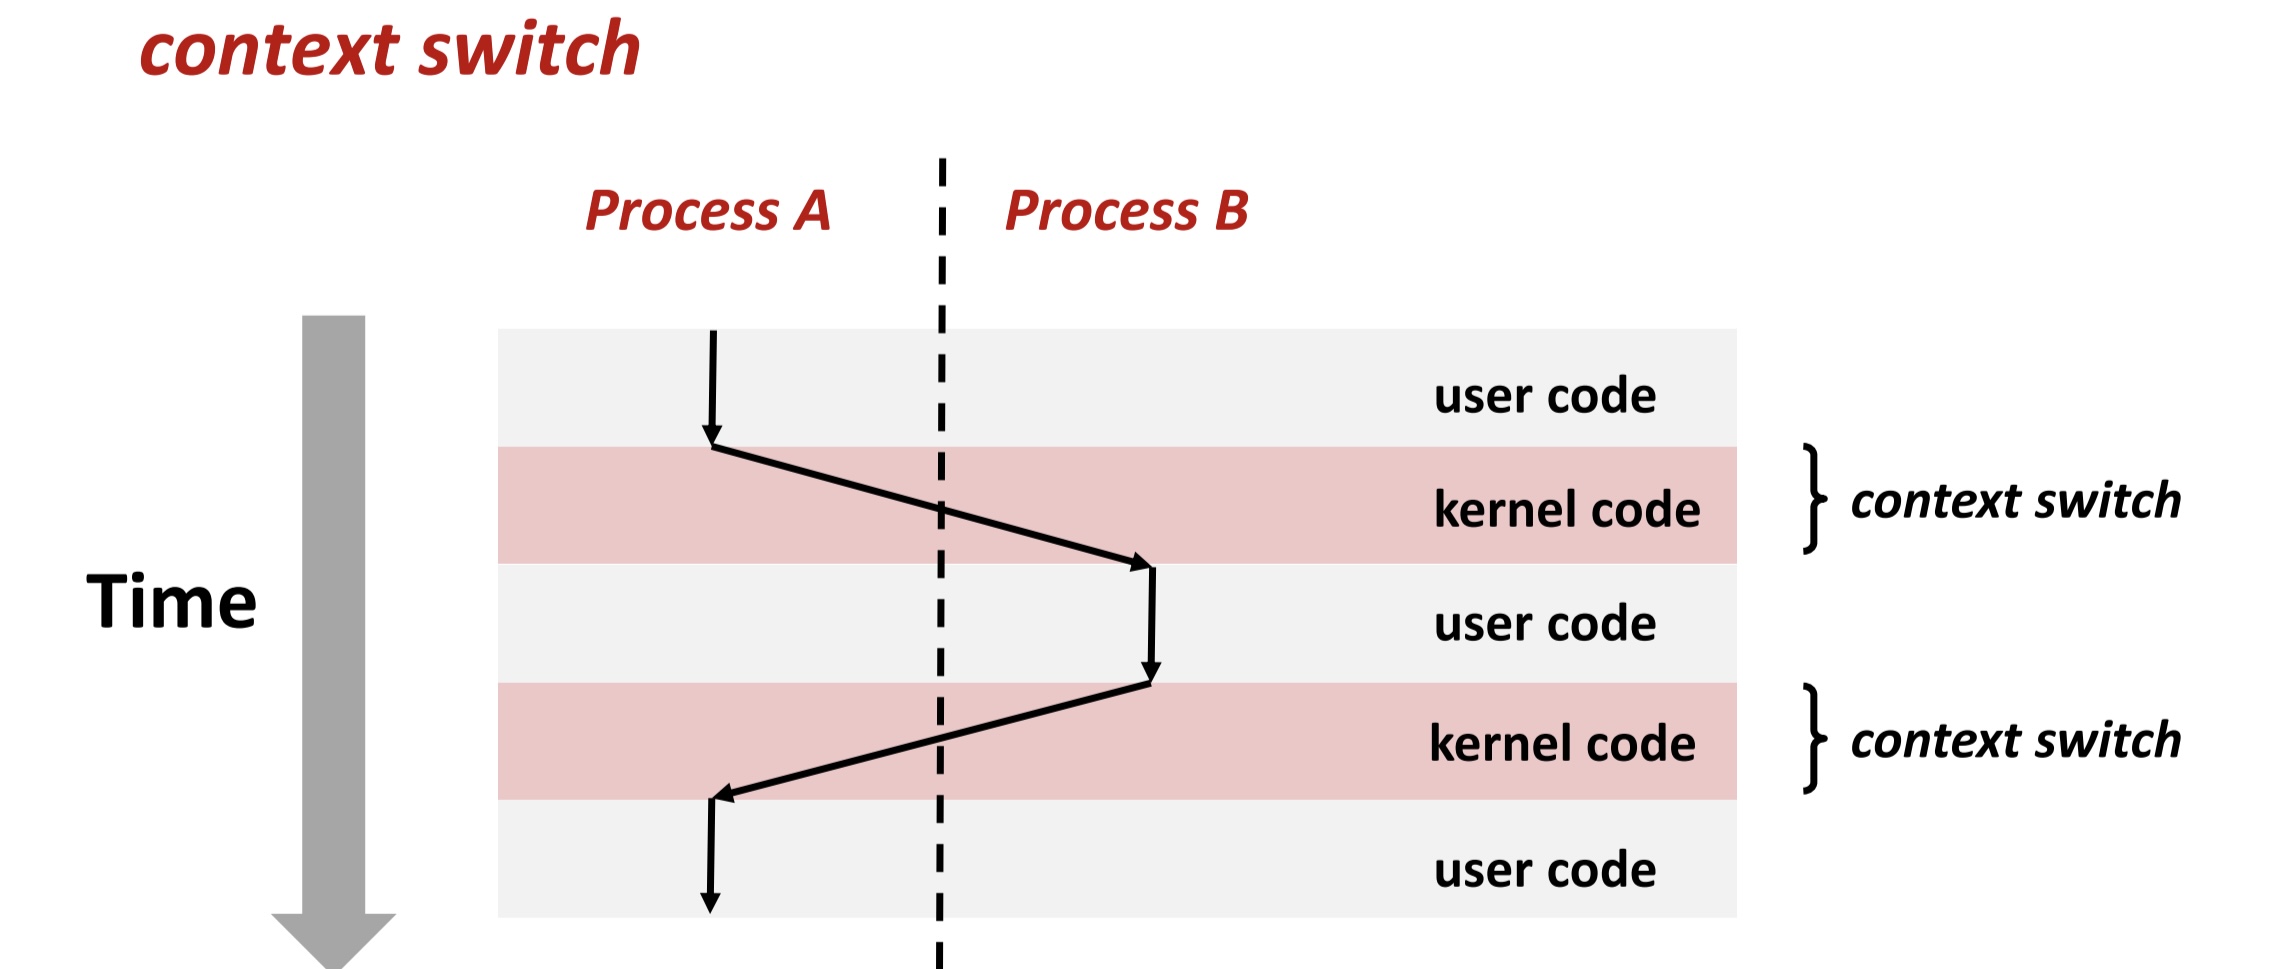 context switch
Process A
Process B
user code
kernel code
context switch
Time
user code
kernel code
context switch
user code